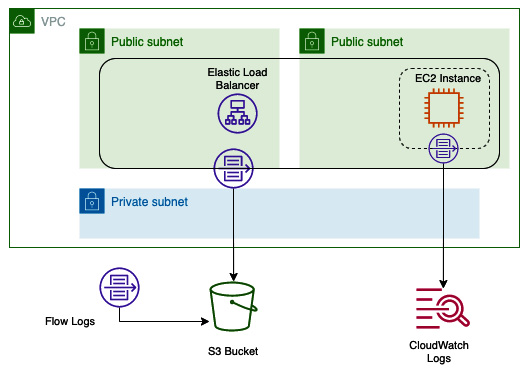 VPC
Public subnet
Public subnet
Elastic Load
Balancer
EC2 Instance
Private subnet
Flow Logs
S3 Bucket
CloudWatch
Logs